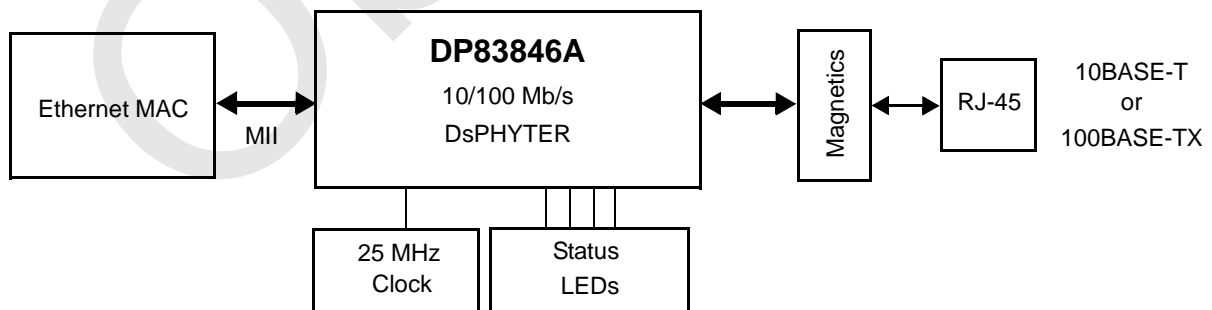 DP83846A
10/100 Mb/s
DsPHYTER
Ethernet MAC
MII
Magnetics
RJ-45
10BASE-T
or
100BASE-TX
25 MHz
Clock
Status
LEDs